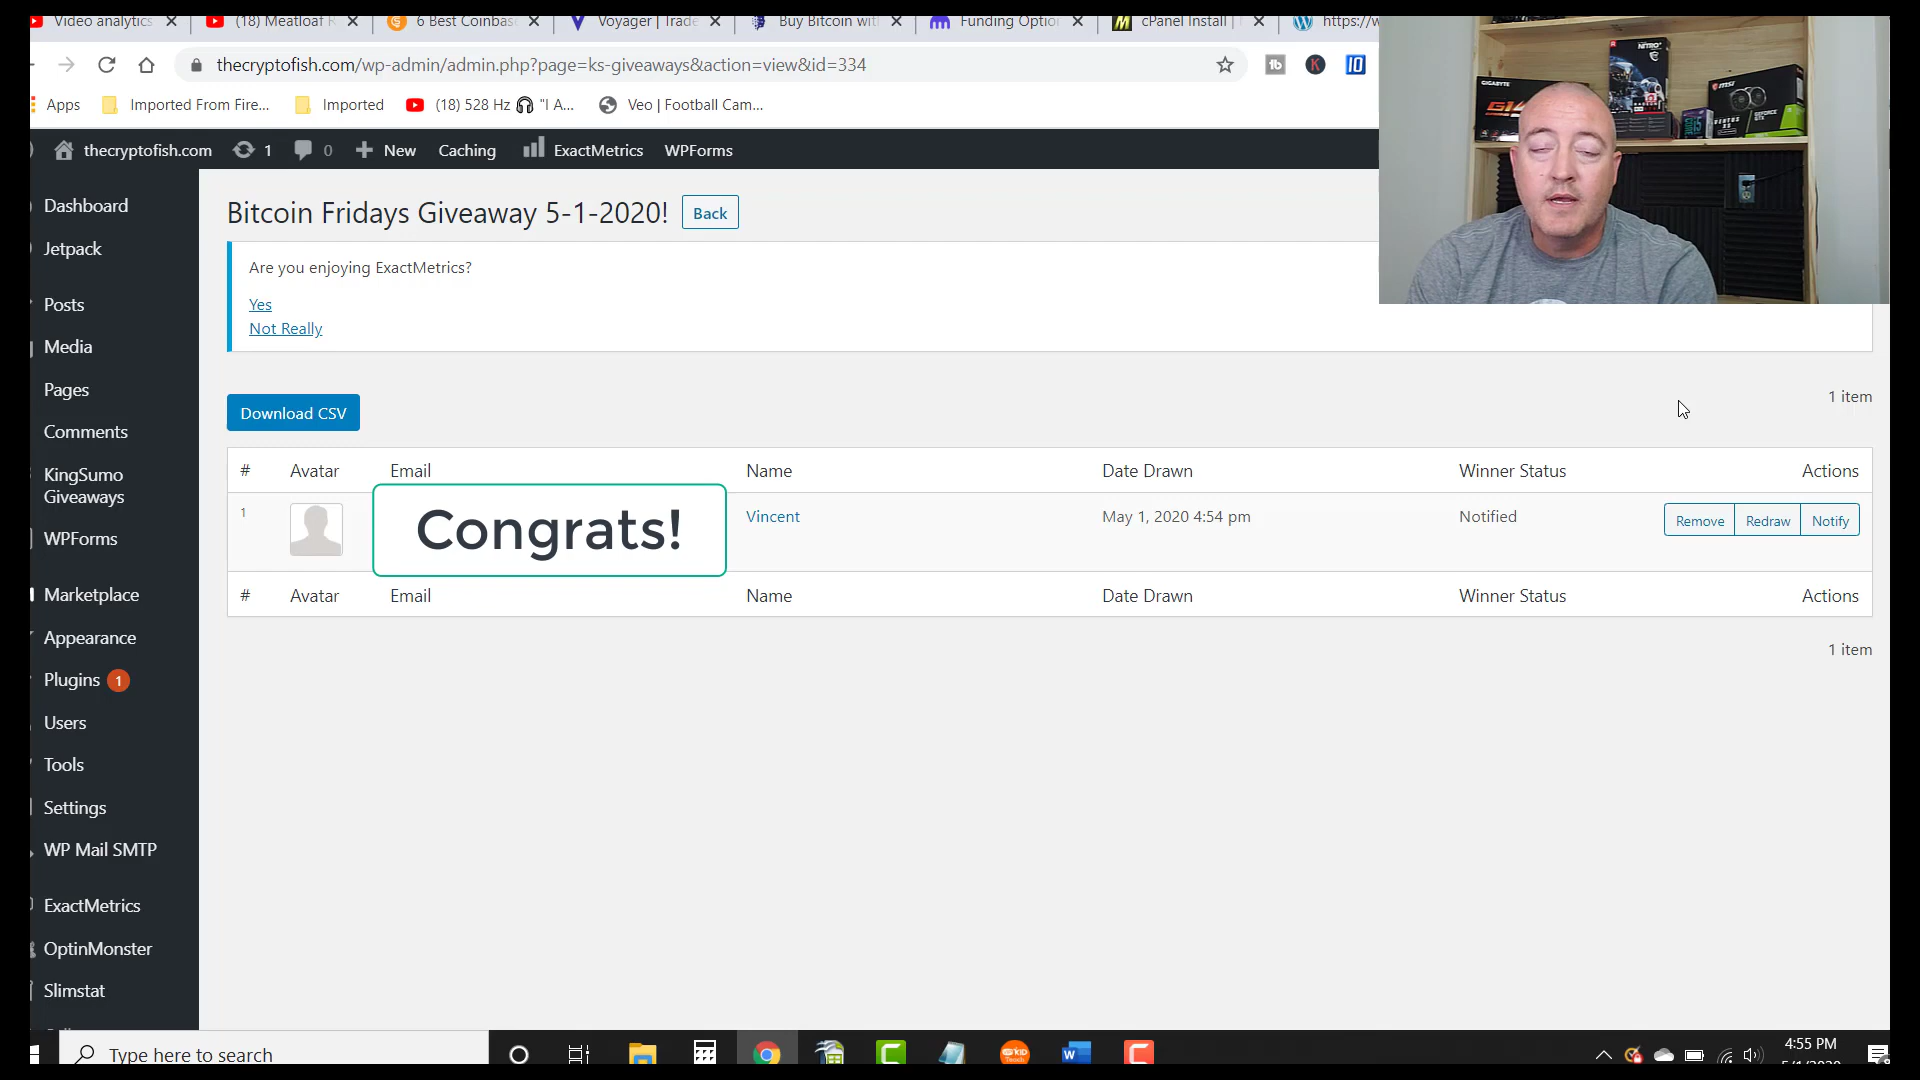 Video analytics
(18) Meatloaf R
6 Best Coinbas
Voyager | Trade
Buy Bitcoin wit
Funding Optio
cPanel Install |
https://w
thecryptofish.com/wp-admin/admin.php?page=ks-giveaways&action=view&id=334
Apps
Imported From Fire...
Imported
(18) 528 Hz 🎧 "I A...
Veo | Football Cam...
thecryptofish.com
1
0
New
Caching
ExactMetrics
WPForms
Dashboard
Jetpack
Posts
Media
Pages
Comments
KingSumo
Giveaways
WPForms
Marketplace
Appearance
Plugins 1
Users
Tools
Settings
WP Mail SMTP
ExactMetrics
OptinMonster
Slimstat
Bitcoin Fridays Giveaway 5-1-2020!
Back
Are you enjoying ExactMetrics?
Yes
Not Really
Download CSV
1 item
# Avatar Email Name Date Drawn Winner Status Actions
1 Congrats! Vincent May 1, 2020 4:54 pm Notified Remove Redraw Notify
# Avatar Email Name Date Drawn Winner Status Actions
1 item
GIGABYTE
NITRO+
msi
GEFORCE
GTX
Type here to search
4:55 PM